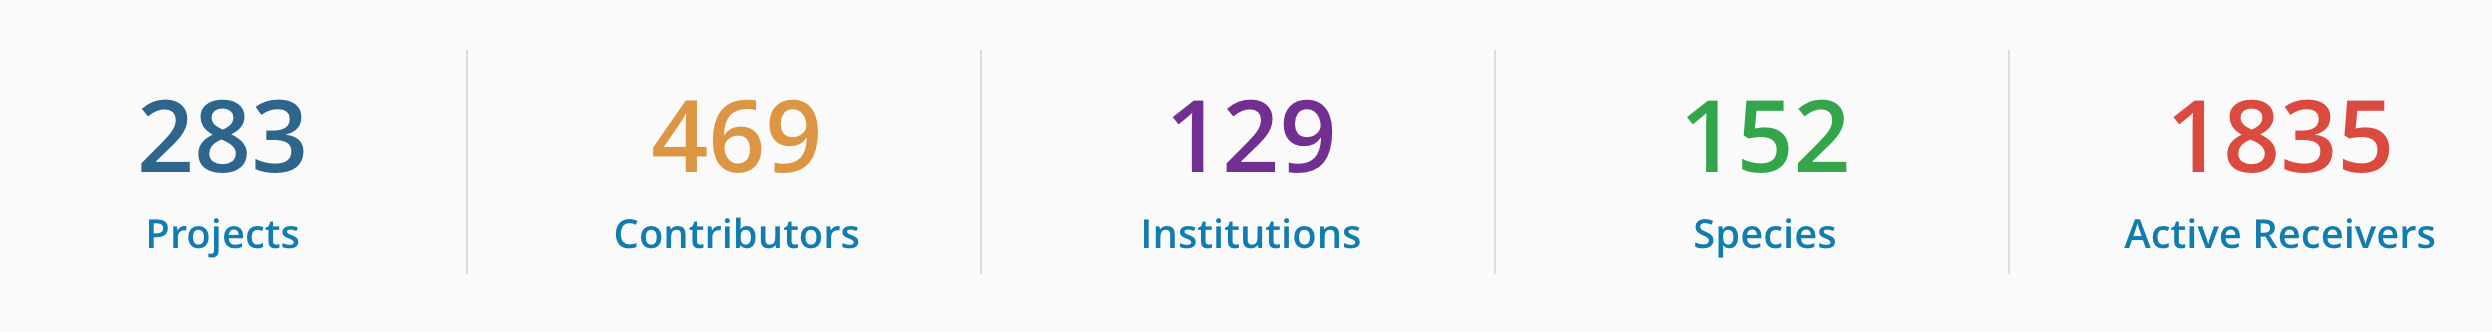 283 469 129 152 1835
Projects Contributors Institutions Species Active Receivers